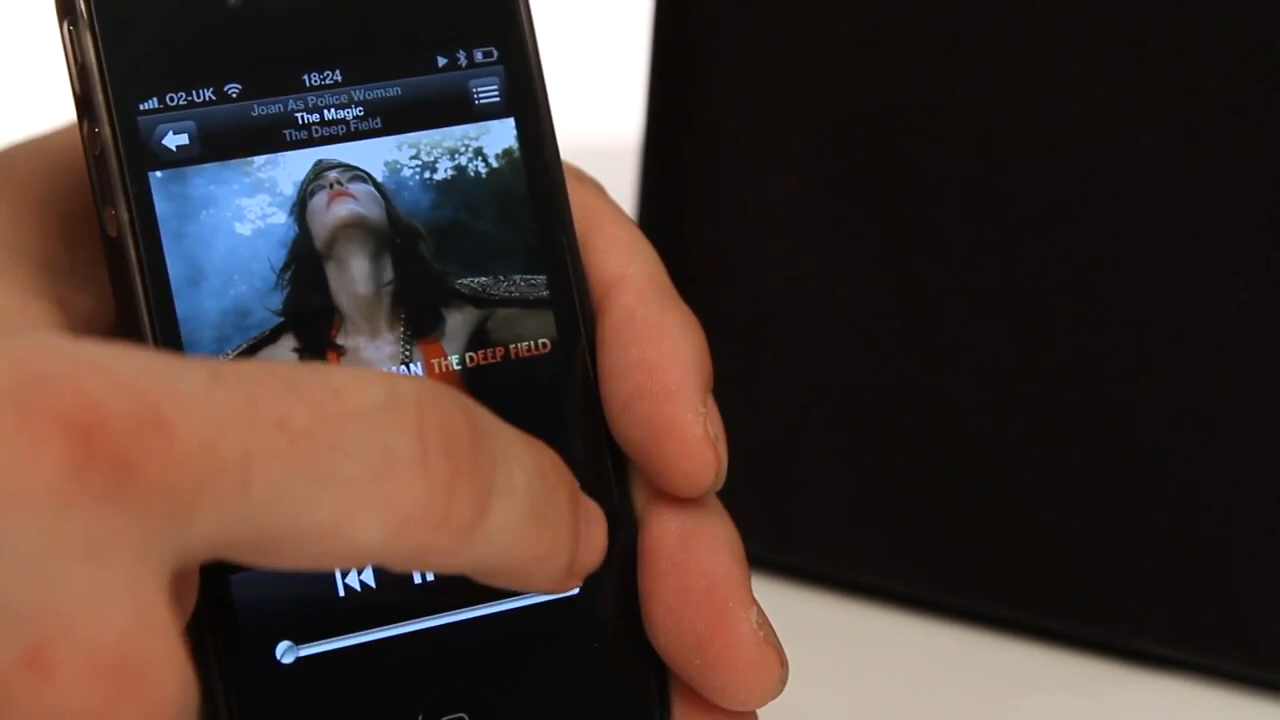 18:24
O2-UK
Joan As Police Woman
The Magic
The Deep Field
MAN THE DEEP FIELD